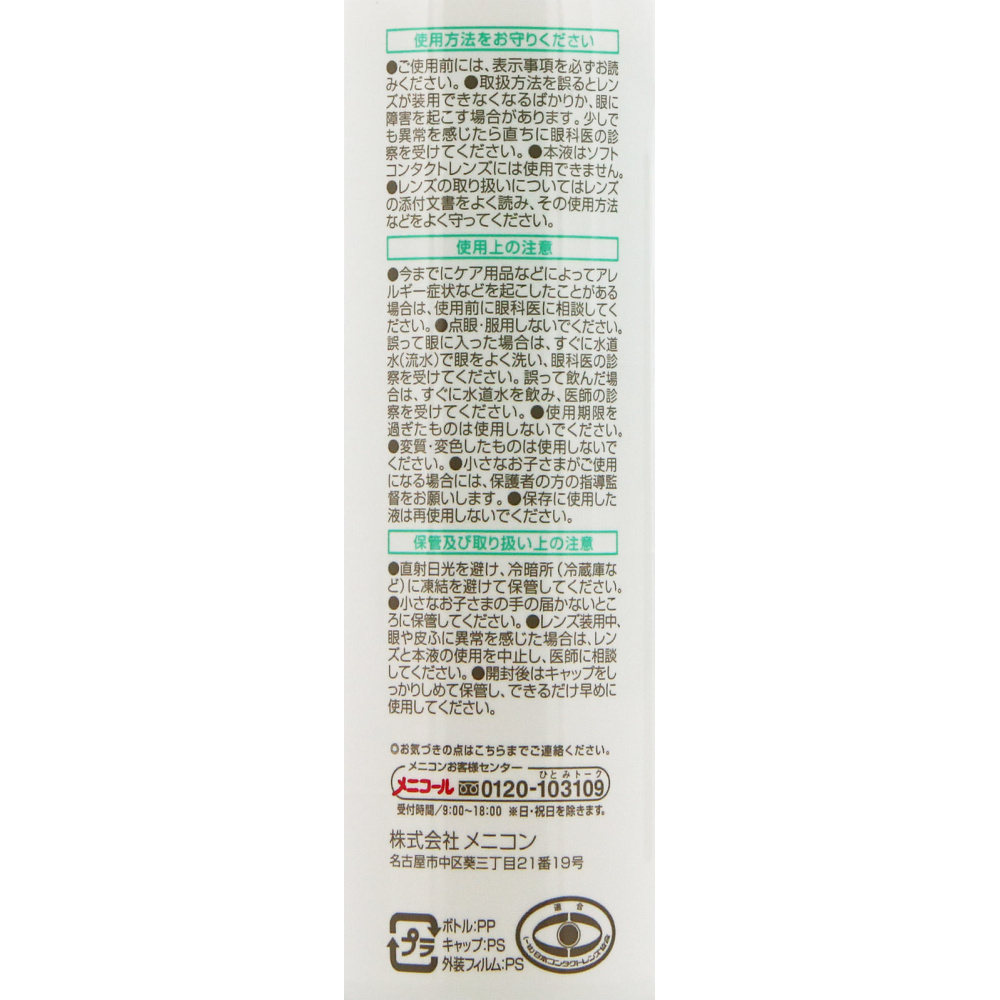 使用方法をお守りください
●ご使用前には、表示事項を必ずお読
みください。●取扱方法を誤るとレン
ズが装用できなくなるばかりか、眼に
障害を起こす場合があります。少しで
も異常を感じたら直ちに眼科医の診
察を受けてください。●本液はソフト
コンタクトレンズには使用できません。
●レンズの取り扱いについてはレンズ
の添付文書をよく読み、その使用方法
などをよく守ってください。
使用上の注意
●今までにケア用品などによってアレ
ルギー症状などを起こしたことがある
場合は、使用前に眼科医に相談してく
ださい。●点眼・服用しないでください。
誤って眼に入った場合は、すぐに水道
水(流水)で眼をよく洗い、眼科医の診
察を受けてください。誤って飲んだ場
合は、すぐに水道水を飲み、医師の診
察を受けてください。●使用期限を
過ぎたものは使用しないでください。
●変質・変色したものは使用しないで
ください。●小さなお子さまがご使用
になる場合には、保護者の方の指導監
督をお願いします。●保存に使用した
液は再使用しないでください。
保管及び取り扱い上の注意
●直射日光を避け、冷暗所(冷蔵庫な
ど)に凍結を避けて保管してください。
●小さなお子さまの手の届かないとこ
ろに保管してください。●レンズ装用中、
眼や皮ふに異常を感じた場合は、レン
ズと本液の使用を中止し、医師に相談
してください。●開封後はキャップをし
っかりしめて保管し、できるだけ早めに
使用してください。
◎お気づきの点はこちらまでご連絡ください。
メニコンお客様センター
ひとみトーク
メニコール 0120-103109
受付時間/9:00~18:00 ※日・祝日を除きます。
株式会社 メニコン
名古屋市中区葵三丁目21番19号
プラ
ボトル:PP
キャップ:PS
外装フィルム:PS
適合
(一社)日本コンタクトレンズ協会